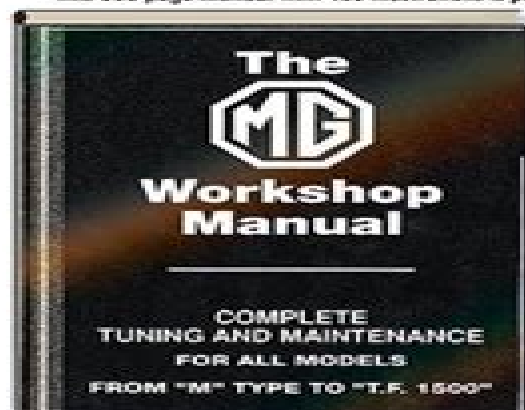 The
MG
Workshop
Manual
COMPLETE
TUNING AND MAINTENANCE
FOR ALL MODELS
FROM "M" TYPE TO "T.F. 1500"